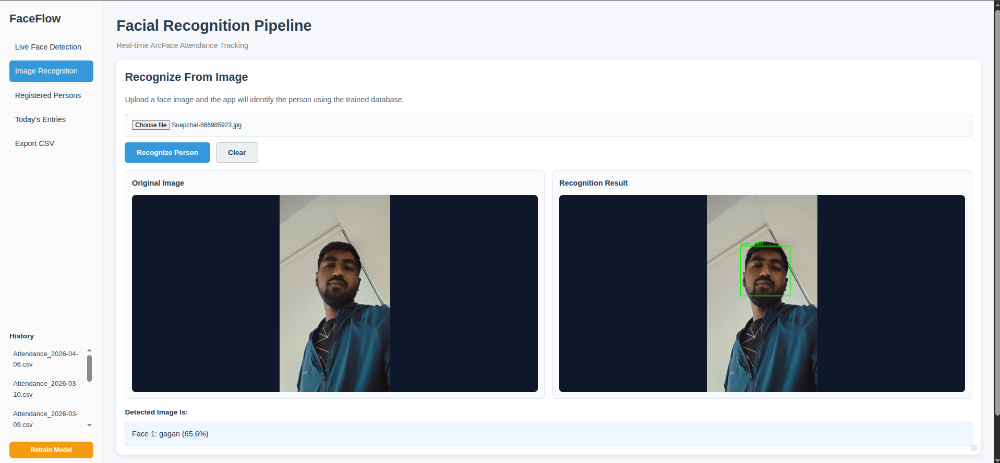 FaceFlow
Live Face Detection
Image Recognition
Registered Persons
Today's Entries
Export CSV
History
Attendance_2026-04-
06.csv
Attendance_2026-03-
10.csv
Attendance_2026-03-
09.csv
Retrain Model
Facial Recognition Pipeline
Real-time ArcFace Attendance Tracking
Recognize From Image
Upload a face image and the app will identify the person using the trained database.
Choose file Snapchat-866985923.jpg
Recognize Person
Clear
Original Image
Recognition Result
gagan
Detected Image Is:
Face 1: gagan (65.6%)